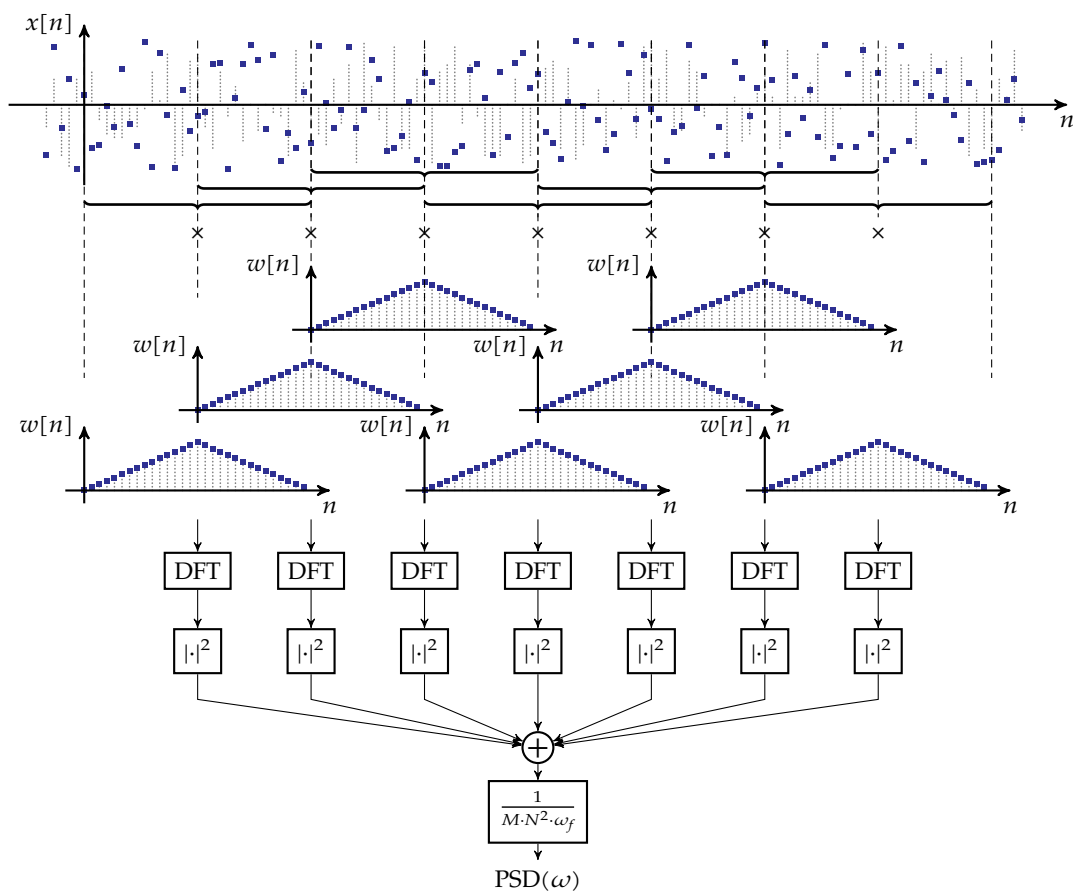 x[n]
n
× × × × × × ×
w[n] w[n]
n n
w[n] w[n]
n n
w[n] w[n] w[n]
n n n
DFT DFT DFT DFT DFT DFT DFT
|·|² |·|² |·|² |·|² |·|² |·|² |·|²
+
1
M·N²·ω_f
PSD(ω)